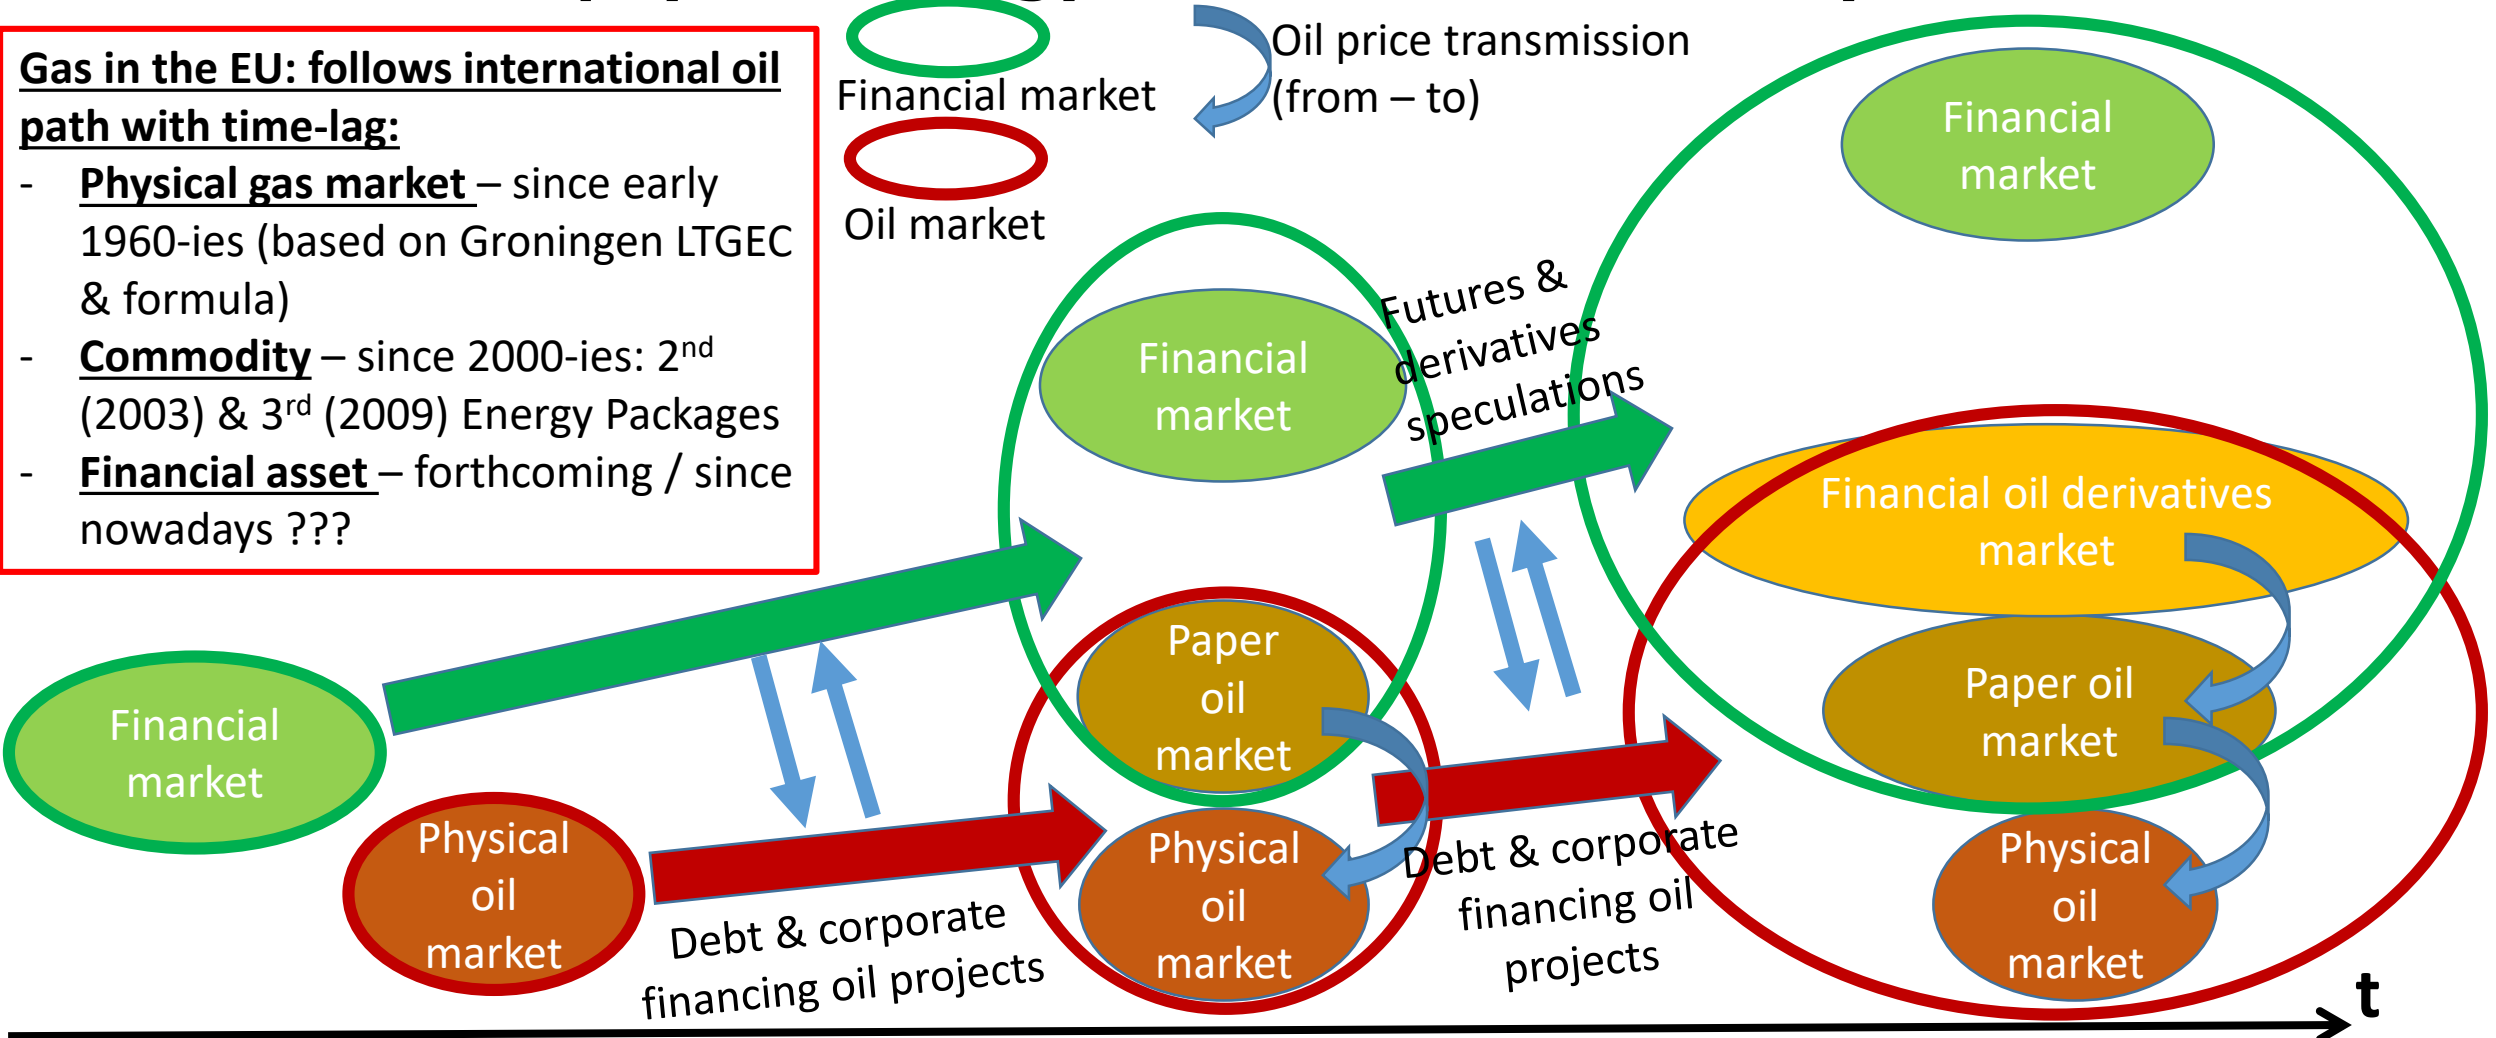 Gas in the EU: follows international oil
path with time-lag:
- Physical gas market – since early
1960-ies (based on Groningen LTGEC
& formula)
- Commodity – since 2000-ies: 2nd
(2003) & 3rd (2009) Energy Packages
- Financial asset – forthcoming / since
nowadays ???
Financial market
Oil market
Oil price transmission
(from – to)
Financial
market
Physical
oil
market
Debt & corporate
financing oil projects
Financial
market
Paper
oil
market
Physical
oil
market
Futures &
derivatives
speculations
Debt & corporate
financing oil
projects
Financial
market
Financial oil derivatives
market
Paper oil
market
Physical
oil
market
t